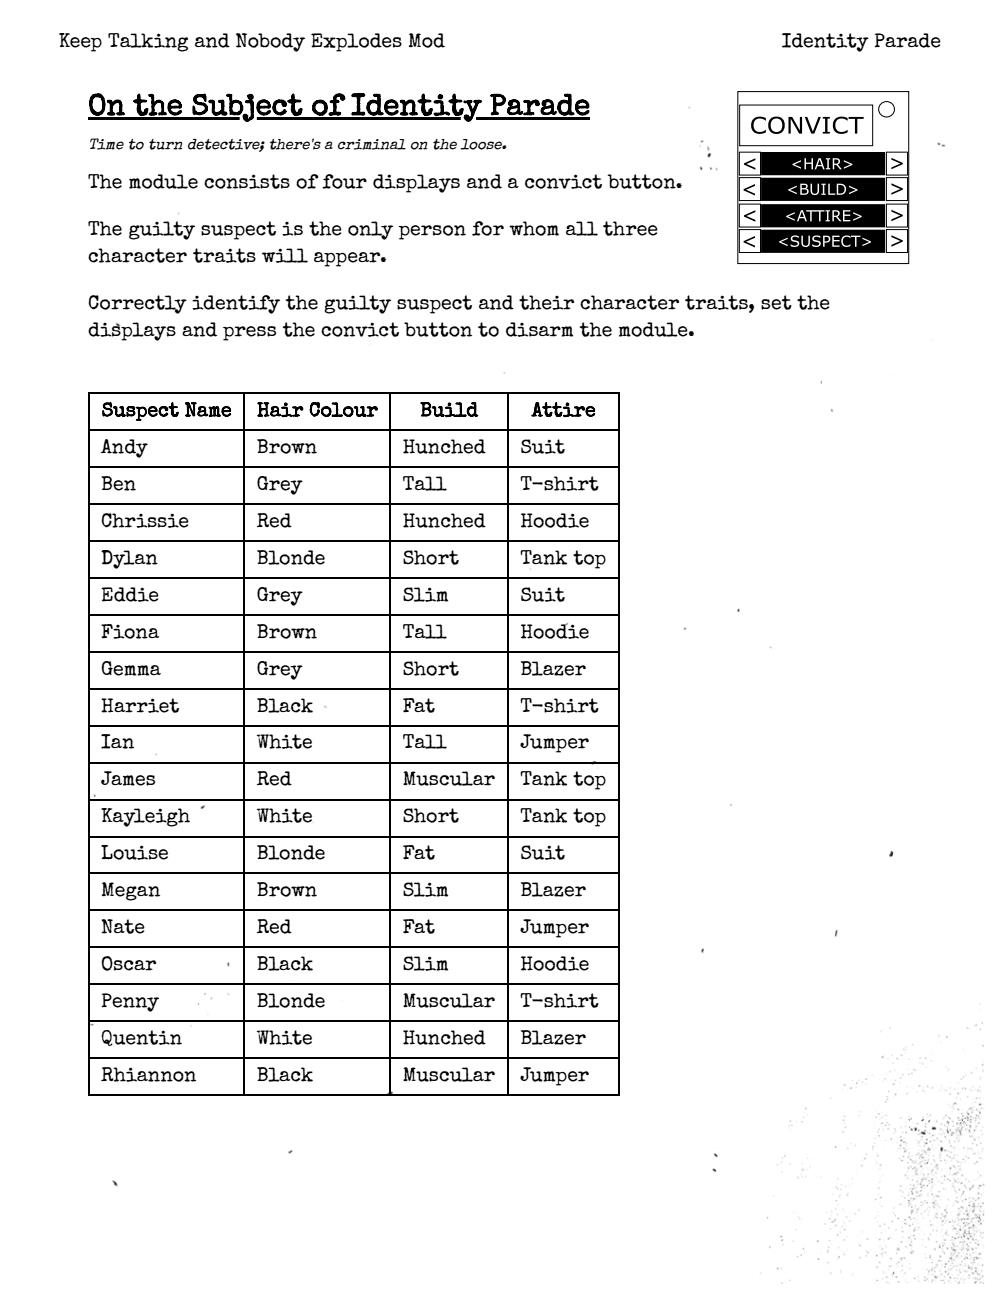 Keep Talking and Nobody Explodes Mod Identity Parade
On the Subject of Identity Parade
Time to turn detective; there's a criminal on the loose.
The module consists of four displays and a convict button.
The guilty suspect is the only person for whom all three
character traits will appear.
Correctly identify the guilty suspect and their character traits, set the
displays and press the convict button to disarm the module.
CONVICT
< <HAIR> >
< <BUILD> >
< <ATTIRE> >
< <SUSPECT> >
Suspect Name Hair Colour Build Attire
Andy Brown Hunched Suit
Ben Grey Tall T-shirt
Chrissie Red Hunched Hoodie
Dylan Blonde Short Tank top
Eddie Grey Slim Suit
Fiona Brown Tall Hoodie
Gemma Grey Short Blazer
Harriet Black Fat T-shirt
Ian White Tall Jumper
James Red Muscular Tank top
Kayleigh White Short Tank top
Louise Blonde Fat Suit
Megan Brown Slim Blazer
Nate Red Fat Jumper
Oscar Black Slim Hoodie
Penny Blonde Muscular T-shirt
Quentin White Hunched Blazer
Rhiannon Black Muscular Jumper